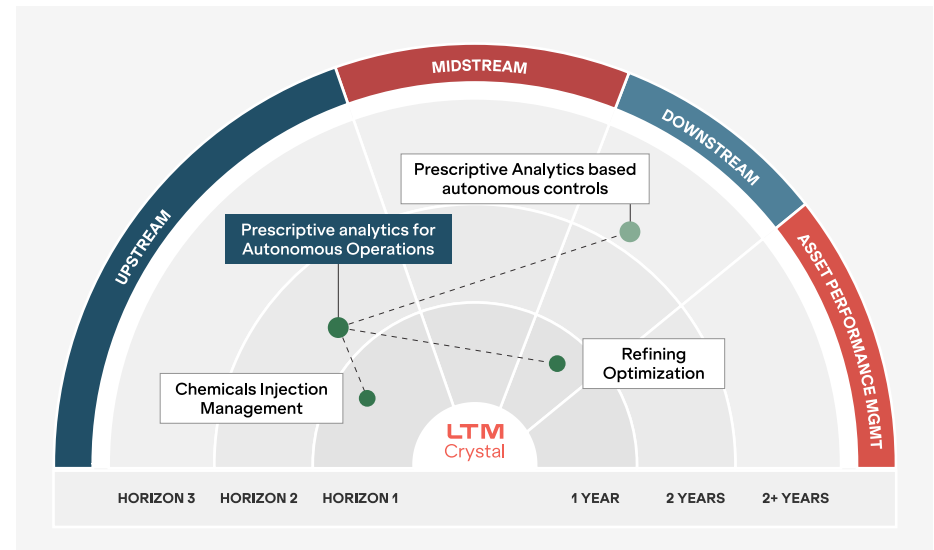 MIDSTREAM
DOWNSTREAM
UPSTREAM
ASSET PERFORMANCE MGMT
Prescriptive Analytics based
autonomous controls
Prescriptive analytics for
Autonomous Operations
Refining
Optimization
Chemicals Injection
Management
LTM
Crystal
HORIZON 3 HORIZON 2 HORIZON 1 1 YEAR 2 YEARS 2+ YEARS